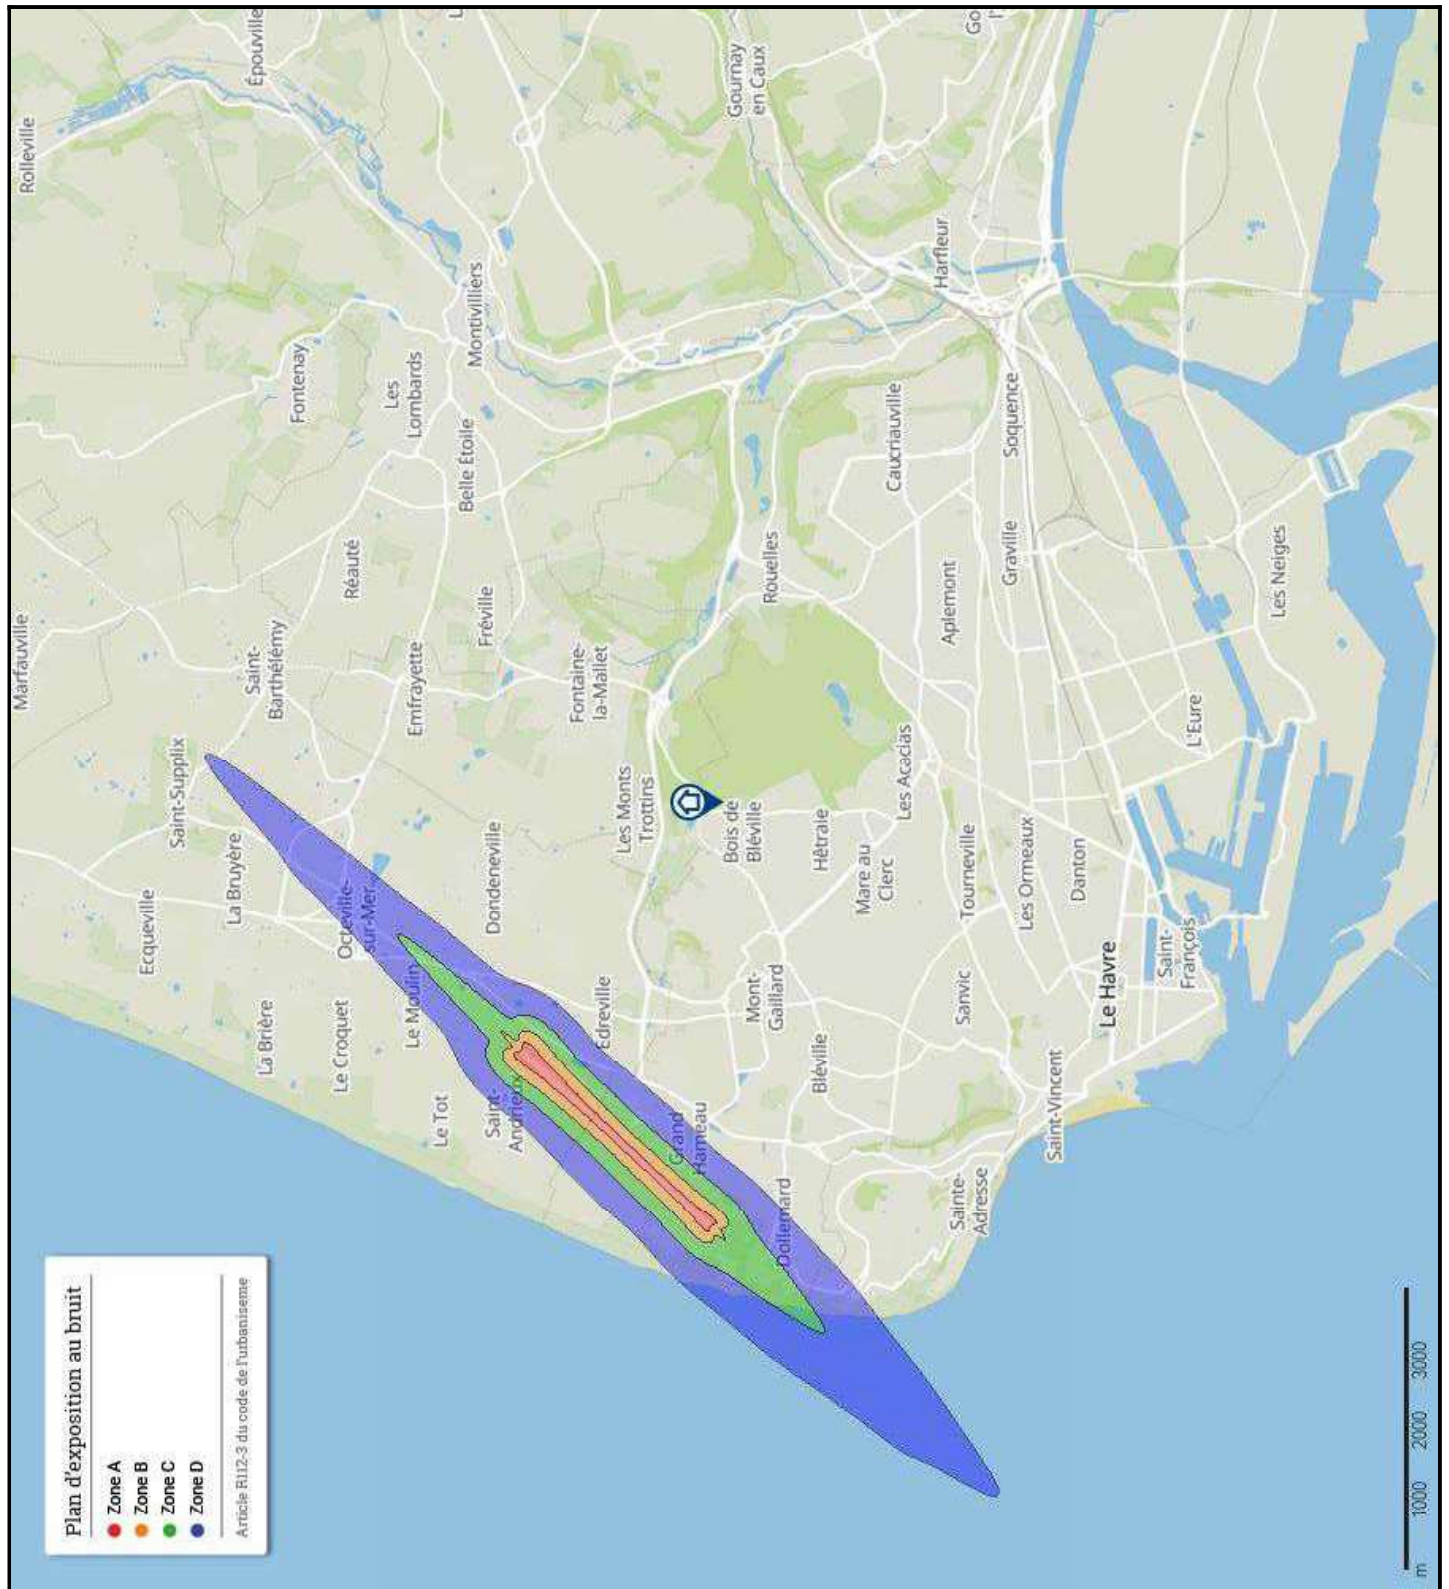 Plan d'exposition au bruit
Zone A
Zone B
Zone C
Zone D
Article R112-3 du code de l'urbaniseme
Marfauville
Rolleville
Ecqueville
Saint-Supplix
La Bruyère
Épouville
La Brière
Saint-
Barthélémy
Fontenay
Le Croquet
Octeville-
sur-Mer
Réauté
Les
Lombards
Le Moulin
Emfrayette
Le Tot
Belle Étoile
Montivilliers
Saint-
Andrieux
Dondeneville
Fréville
Fontaine-
la-Mallet
Edreville
Les Monts
Trottins
Grand
Hameau
Bois de
Bléville
Gournay
en Caux
Mont-
Gaillard
Rouelles
Dollemard
Bléville
Hêtraie
Mare au
Clerc
Les Acacias
Caucriauville
Harfleur
Aplemont
Sainte-
Adresse
Sanvic
Tourneville
Graville
Soquence
Les Ormeaux
Saint-Vincent
Danton
Le Havre
Saint-
François
L'Eure
Les Neiges
m 1000 2000 3000